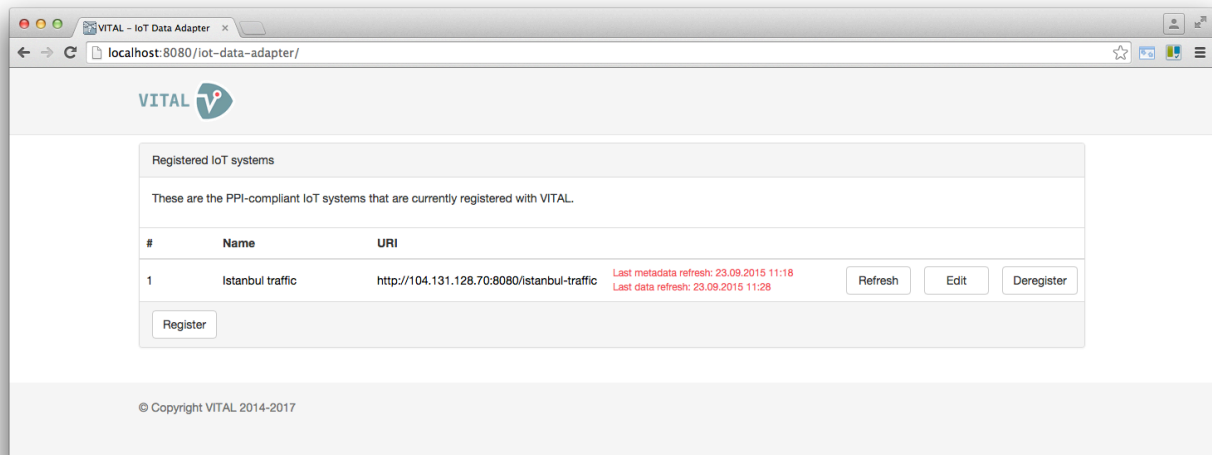 VITAL – IoT Data Adapter
localhost:8080/iot-data-adapter/
VITAL
Registered IoT systems
These are the PPI-compliant IoT systems that are currently registered with VITAL.
# Name URI
1 Istanbul traffic http://104.131.128.70:8080/istanbul-traffic Last metadata refresh: 23.09.2015 11:18 Refresh Edit Deregister
Last data refresh: 23.09.2015 11:28
Register
© Copyright VITAL 2014-2017